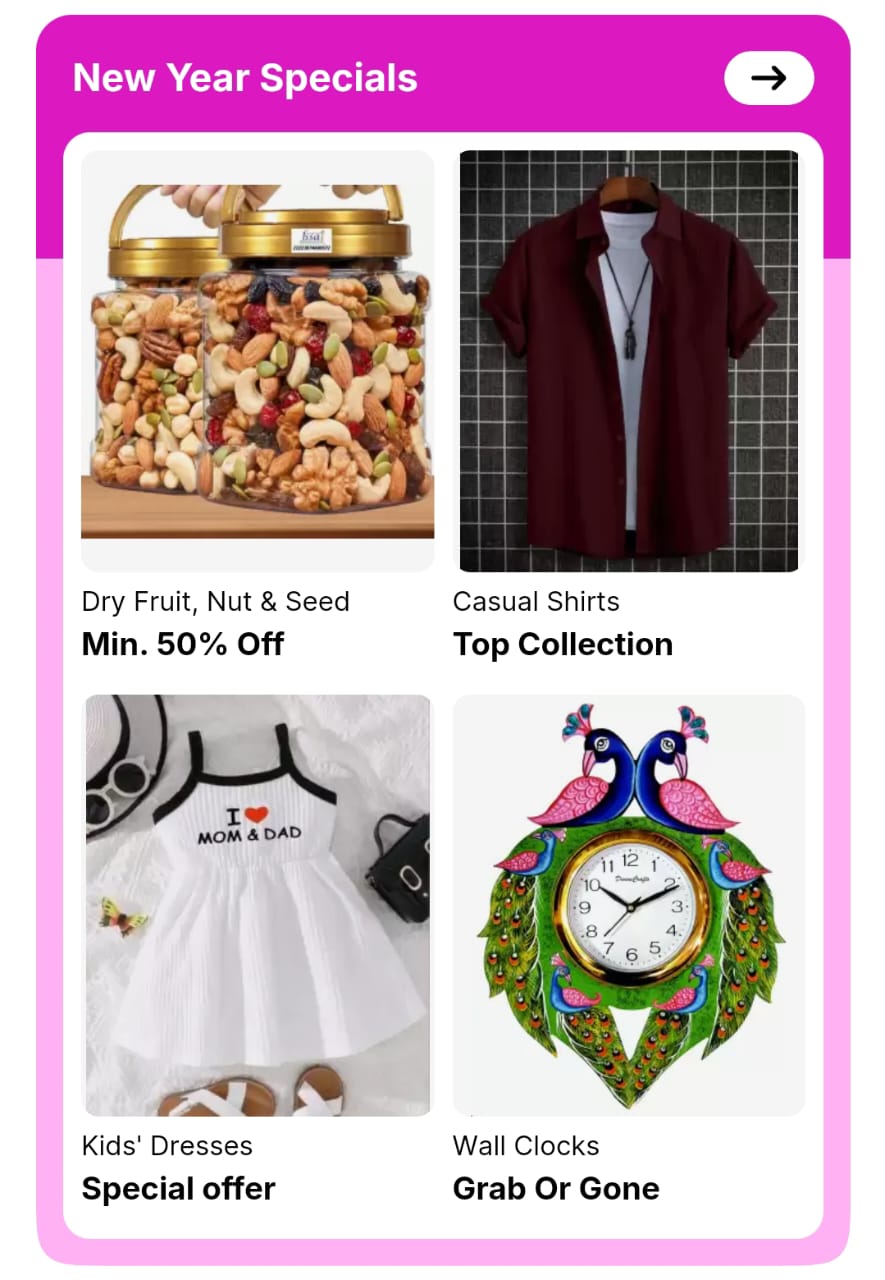 New Year Specials
fssai
Dry Fruit, Nut & Seed
Min. 50% Off
Casual Shirts
Top Collection
I ❤️
MOM & DAD
11 12 1
10 2
9 3
8 4
7 6 5
Kids' Dresses
Special offer
Wall Clocks
Grab Or Gone